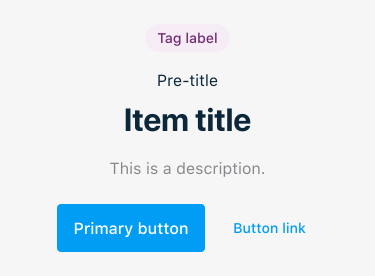 Tag label
Pre-title
Item title
This is a description.
Primary button
Button link